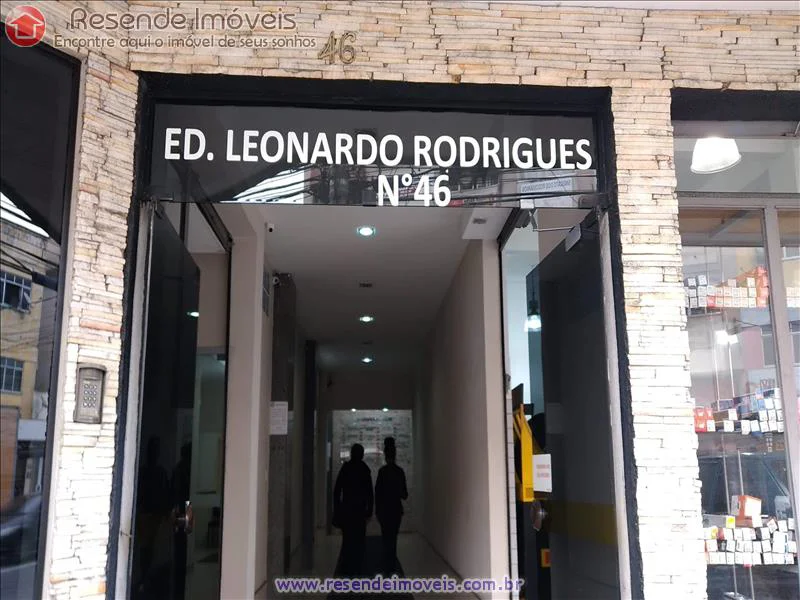 Resende Imóveis
Encontre aqui o imóvel de seus sonhos
46
ED. LEONARDO RODRIGUES
N°46
www.resendeimoveis.com.br